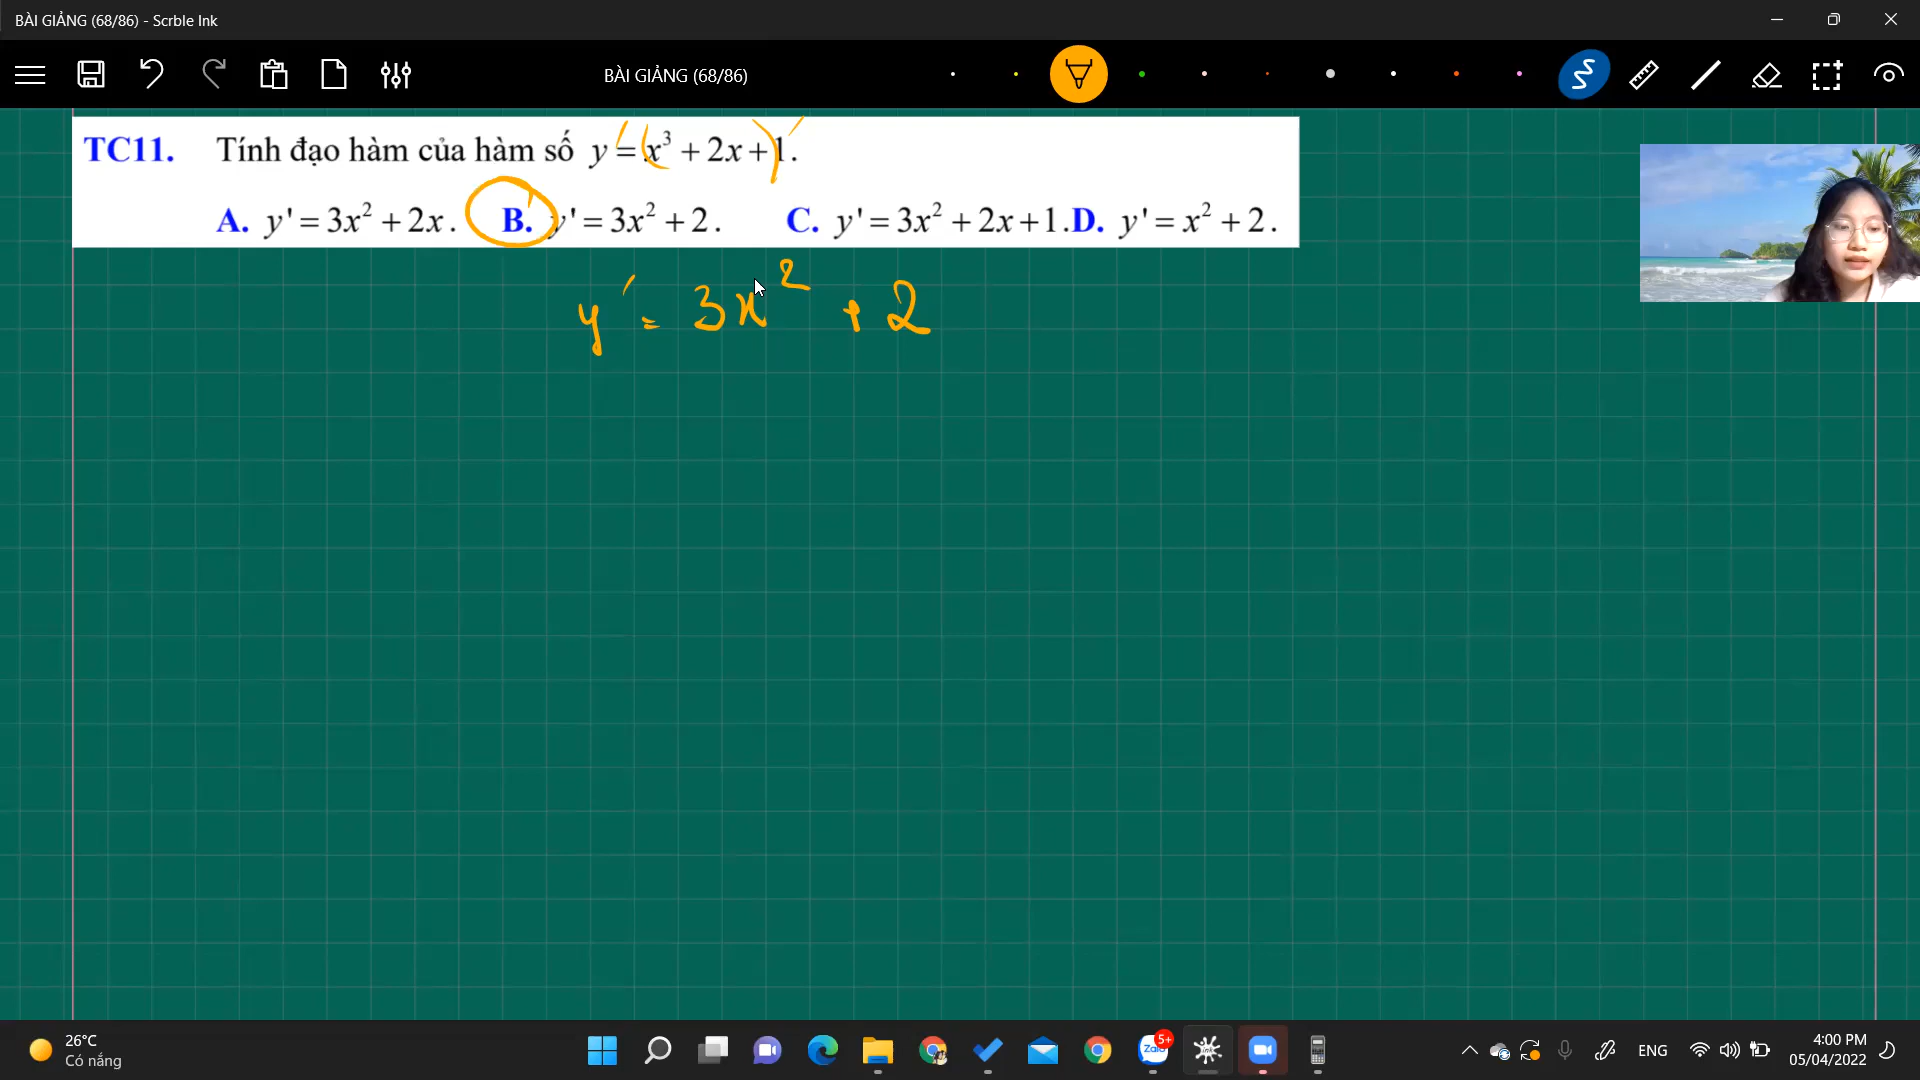 BÀI GIẢNG (68/86) - Scrble Ink
BÀI GIẢNG (68/86)
TC11. Tính đạo hàm của hàm số y = x³ + 2x + 1.
A. y' = 3x² + 2x. B. y' = 3x² + 2. C. y' = 3x² + 2x + 1. D. y' = x² + 2.
y' = 3x² + 2
26°C
Có nắng
Zalo
5+
ENG
4:00 PM
05/04/2022